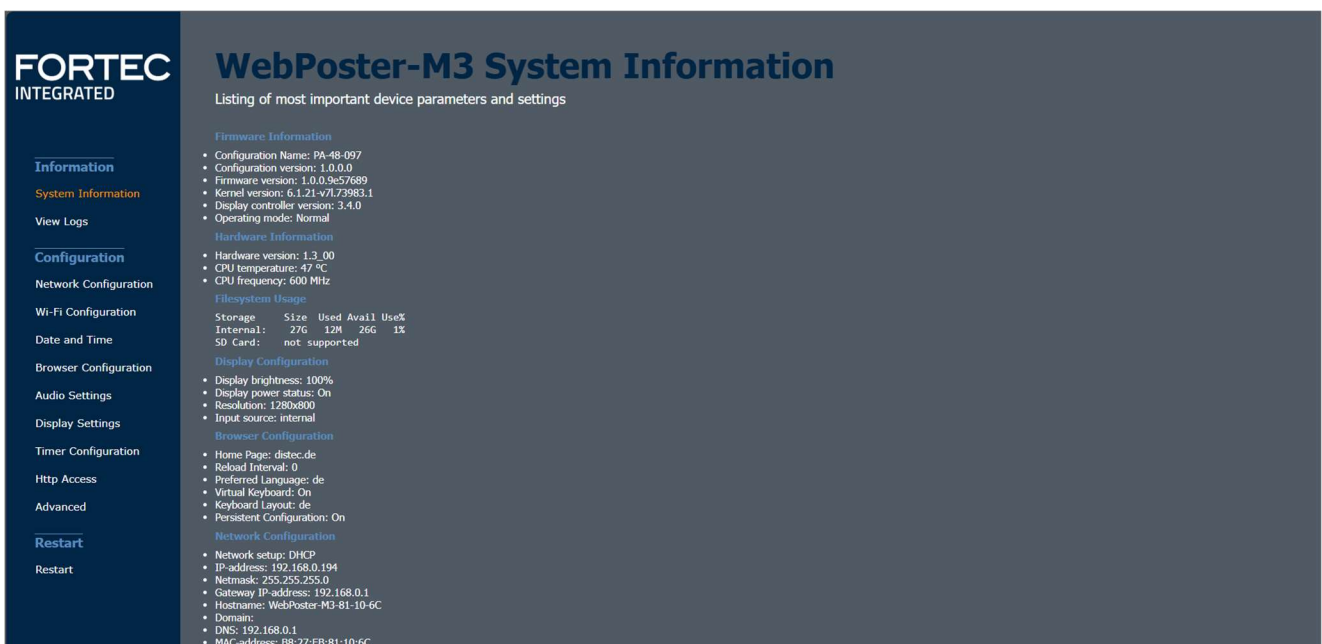 FORTEC
INTEGRATED
Information
System Information
View Logs
Configuration
Network Configuration
Wi-Fi Configuration
Date and Time
Browser Configuration
Audio Settings
Display Settings
Timer Configuration
Http Access
Advanced
Restart
Restart
WebPoster-M3 System Information
Listing of most important device parameters and settings
Firmware Information
• Configuration Name: PA-48-097
• Configuration version: 1.0.0.0
• Firmware version: 1.0.0.9e57689
• Kernel version: 6.1.21-v7l.73983.1
• Display controller version: 3.4.0
• Operating mode: Normal
Hardware Information
• Hardware version: 1.3_00
• CPU temperature: 47 ºC
• CPU frequency: 600 MHz
Filesystem Usage
Storage Size Used Avail Use%
Internal: 27G 12M 26G 1%
SD Card: not supported
Display Configuration
• Display brightness: 100%
• Display power status: On
• Resolution: 1280x800
• Input source: internal
Browser Configuration
• Home Page: distec.de
• Reload Interval: 0
• Preferred Language: de
• Virtual Keyboard: On
• Keyboard Layout: de
• Persistent Configuration: On
Network Configuration
• Network setup: DHCP
• IP-address: 192.168.0.194
• Netmask: 255.255.255.0
• Gateway IP-address: 192.168.0.1
• Hostname: WebPoster-M3-81-10-6C
• Domain:
• DNS: 192.168.0.1
• MAC-address: B8:27:EB:81:10:6C